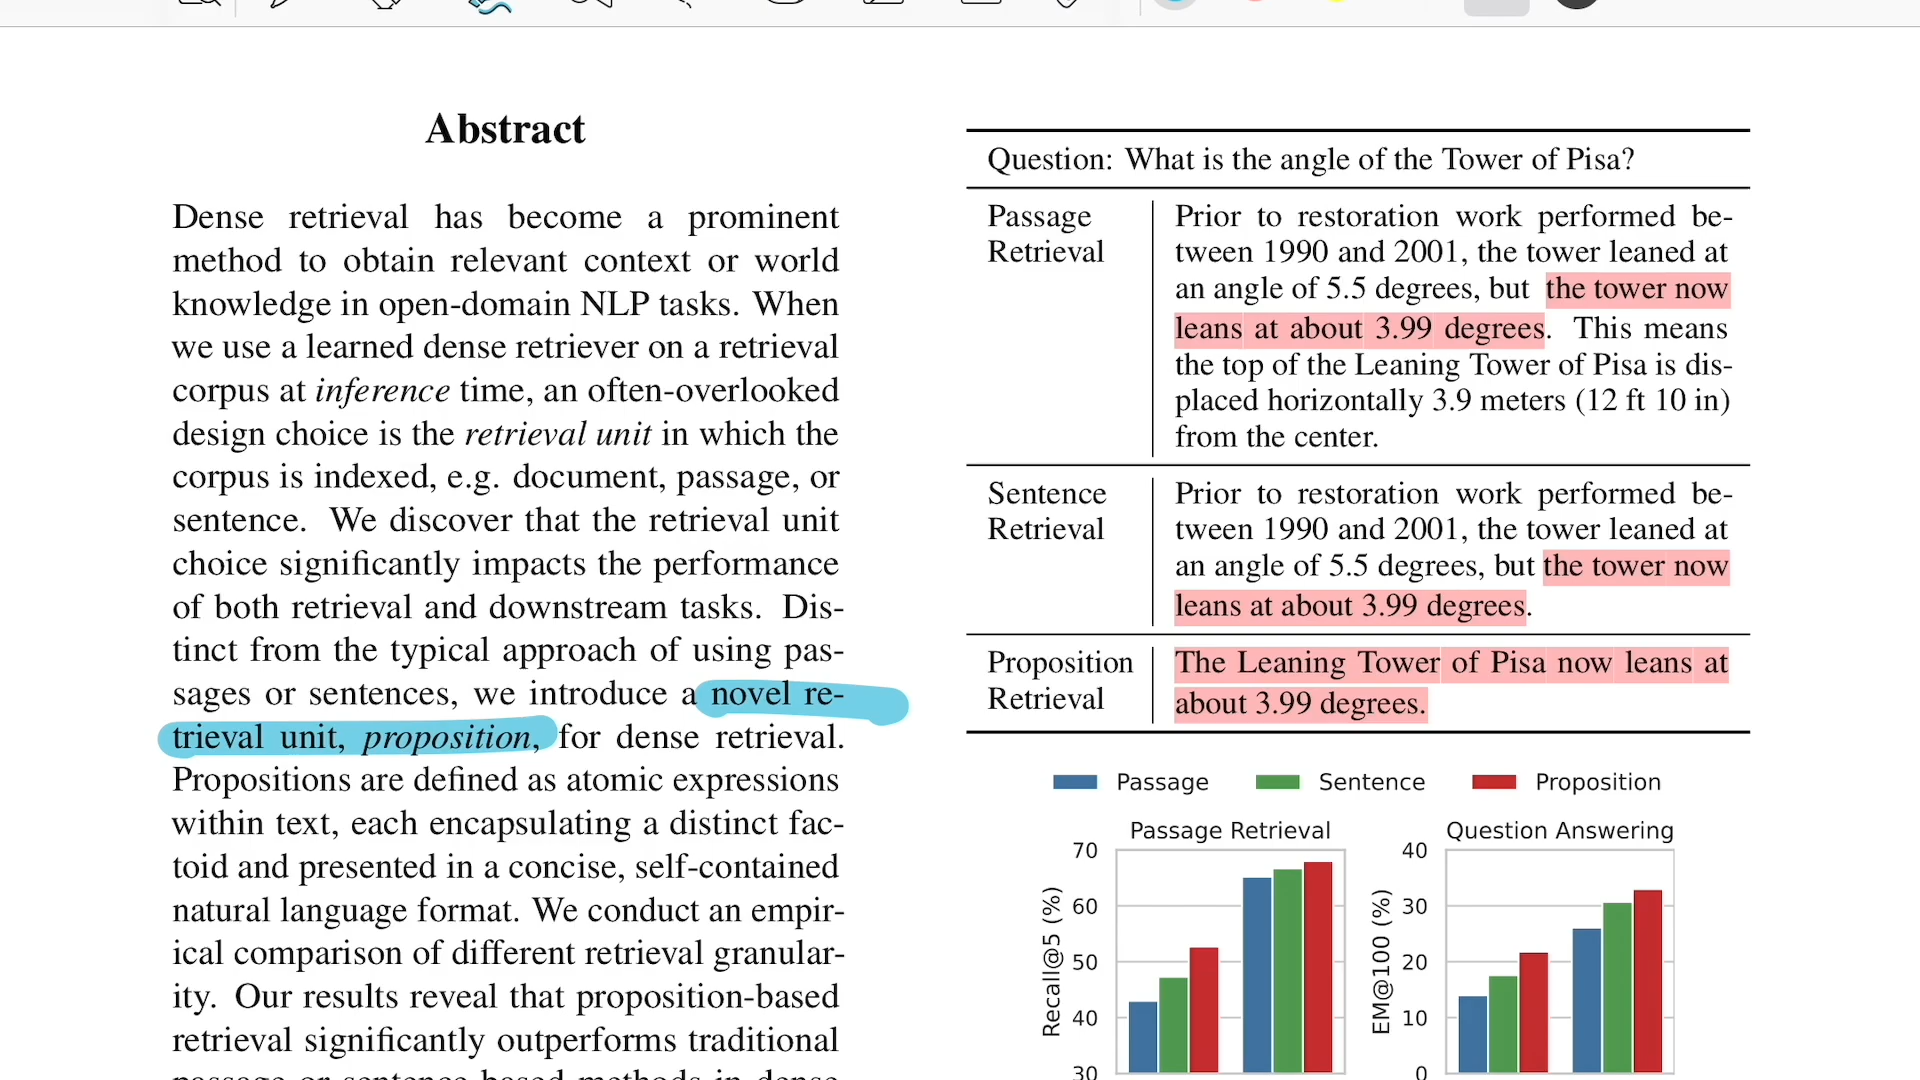 Abstract
Dense retrieval has become a prominent
method to obtain relevant context or world
knowledge in open-domain NLP tasks. When
we use a learned dense retriever on a retrieval
corpus at inference time, an often-overlooked
design choice is the retrieval unit in which the
corpus is indexed, e.g. document, passage, or
sentence. We discover that the retrieval unit
choice significantly impacts the performance
of both retrieval and downstream tasks. Dis-
tinct from the typical approach of using pas-
sages or sentences, we introduce a novel re-
trieval unit, proposition, for dense retrieval.
Propositions are defined as atomic expressions
within text, each encapsulating a distinct fac-
toid and presented in a concise, self-contained
natural language format. We conduct an empir-
ical comparison of different retrieval granular-
ity. Our results reveal that proposition-based
retrieval significantly outperforms traditional
passage or sentence-based methods in dense
Question: What is the angle of the Tower of Pisa?
Passage
Retrieval
Prior to restoration work performed be-
tween 1990 and 2001, the tower leaned at
an angle of 5.5 degrees, but the tower now
leans at about 3.99 degrees. This means
the top of the Leaning Tower of Pisa is dis-
placed horizontally 3.9 meters (12 ft 10 in)
from the center.
Sentence
Retrieval
Prior to restoration work performed be-
tween 1990 and 2001, the tower leaned at
an angle of 5.5 degrees, but the tower now
leans at about 3.99 degrees.
Proposition
Retrieval
The Leaning Tower of Pisa now leans at
about 3.99 degrees.
Passage Sentence Proposition
Passage Retrieval
Recall@5 (%)
70
60
50
40
30
Question Answering
EM@100 (%)
40
30
20
10
0